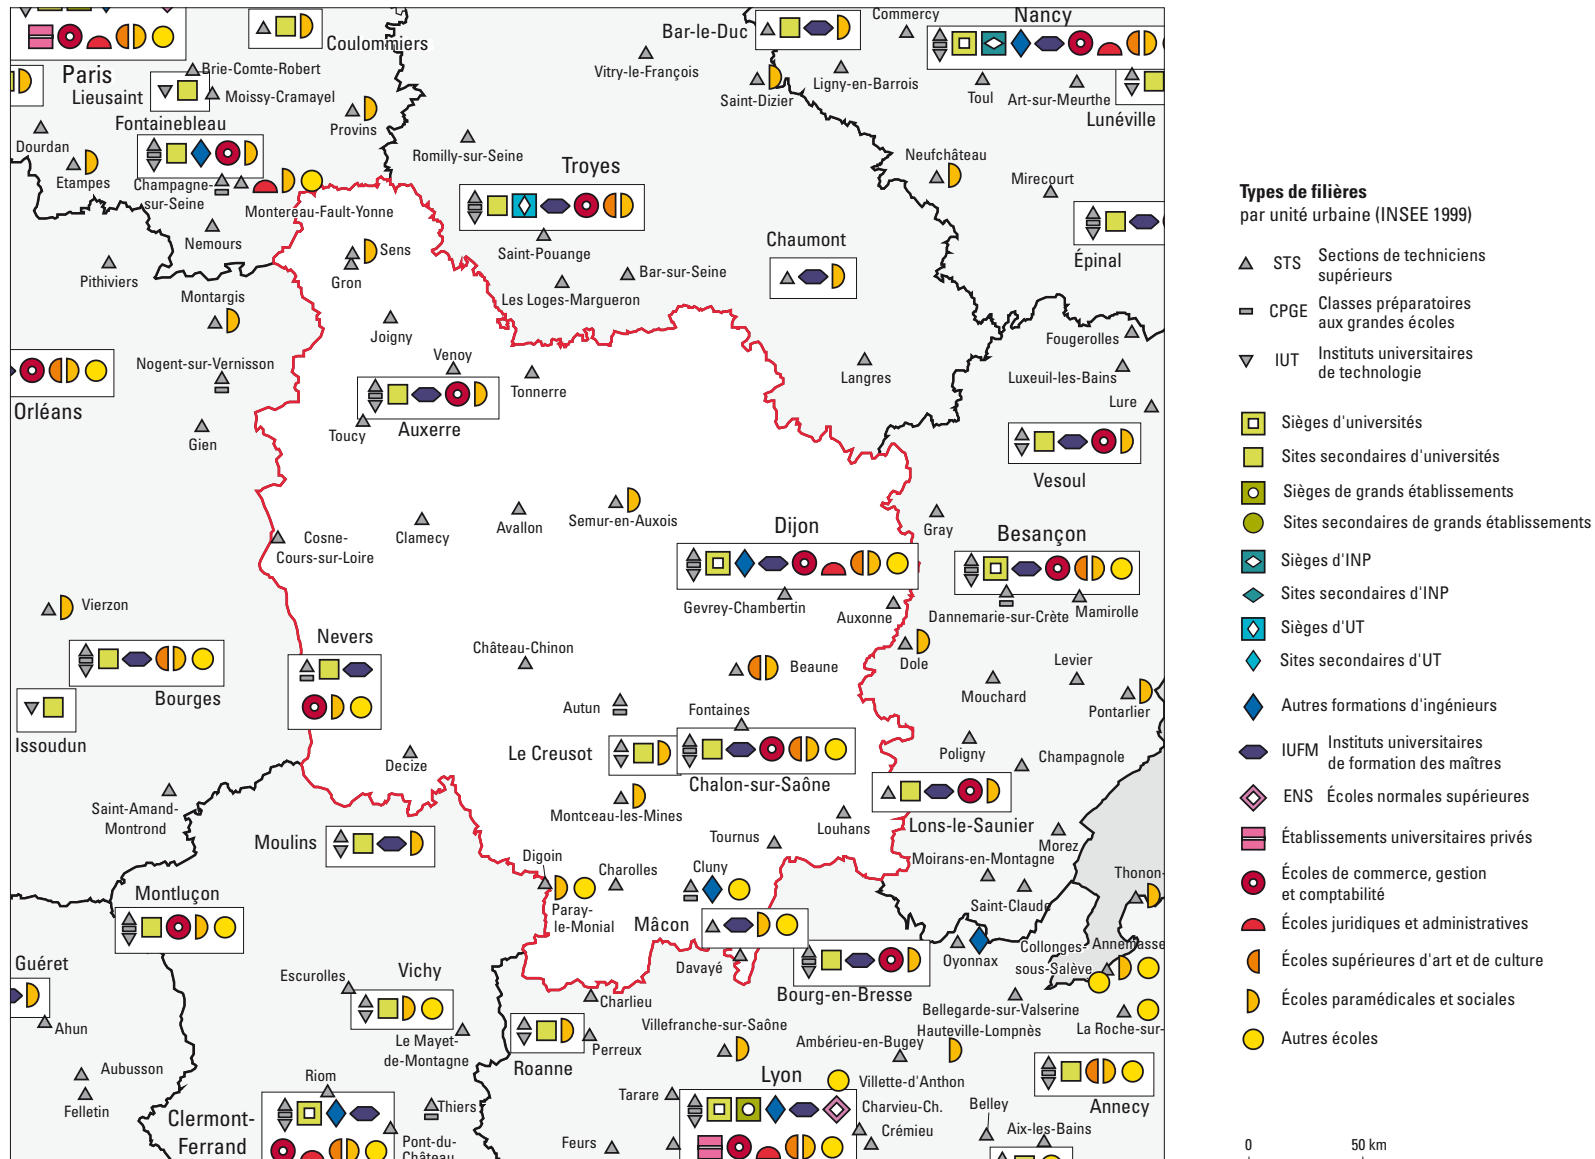 Coulommiers
Bar-le-Duc
Commercy
Nancy
Paris
Brie-Comte-Robert
Lieusaint
Moissy-Cramayel
Vitry-le-François
Saint-Dizier
Ligny-en-Barrois
Toul
Art-sur-Meurthe
Lunéville
Fontainebleau
Provins
Dourdan
Romilly-sur-Seine
Troyes
Neufchâteau
Etampes
Champagne-
sur-Seine
Mirecourt
Montereau-Fault-Yonne
Nemours
Sens
Saint-Pouange
Chaumont
Épinal
Pithiviers
Gron
Bar-sur-Seine
Montargis
Les Loges-Margueron
Joigny
Fougerolles
Nogent-sur-Vernisson
Venoy
Tonnerre
Langres
Luxeuil-les-Bains
Lure
Orléans
Gien
Toucy
Auxerre
Vesoul
Semur-en-Auxois
Avallon
Clamecy
Dijon
Gray
Besançon
Cosne-
Cours-sur-Loire
Vierzon
Gevrey-Chambertin
Auxonne
Dannemarie-sur-Crète
Mamirolle
Nevers
Château-Chinon
Beaune
Dole
Levier
Mouchard
Bourges
Autun
Fontaines
Pontarlier
Issoudun
Le Creusot
Poligny
Champagnole
Decize
Chalon-sur-Saône
Saint-Amand-
Montrond
Montceau-les-Mines
Louhans
Lons-le-Saunier
Moulins
Tournus
Morez
Digoin
Charolles
Cluny
Moirans-en-Montagne
Thonon-
Montluçon
Paray-
le-Monial
Saint-Claude
Mâcon
Guéret
Escurolles
Vichy
Davayé
Oyonnax
Collonges-
sous-Salève
Annemasse
Bourg-en-Bresse
Ahun
Charlieu
Bellegarde-sur-Valserine
Le Mayet-
de-Montagne
Villefranche-sur-Saône
Hauteville-Lompnès
La Roche-sur-
Perreux
Ambérieu-en-Bugey
Roanne
Aubusson
Riom
Lyon
Villette-d'Anthon
Felletin
Thiers
Tarare
Charvieu-Ch.
Belley
Annecy
Clermont-
Ferrand
Crémieu
Aix-les-Bains
Pont-du-
Château
Feurs
Types de filières
par unité urbaine (INSEE 1999)
STS Sections de techniciens
supérieurs
CPGE Classes préparatoires
aux grandes écoles
IUT Instituts universitaires
de technologie
Sièges d'universités
Sites secondaires d'universités
Sièges de grands établissements
Sites secondaires de grands établissements
Sièges d'INP
Sites secondaires d'INP
Sièges d'UT
Sites secondaires d'UT
Autres formations d'ingénieurs
IUFM Instituts universitaires
de formation des maîtres
ENS Écoles normales supérieures
Établissements universitaires privés
Écoles de commerce, gestion
et comptabilité
Écoles juridiques et administratives
Écoles supérieures d'art et de culture
Écoles paramédicales et sociales
Autres écoles
0 50 km